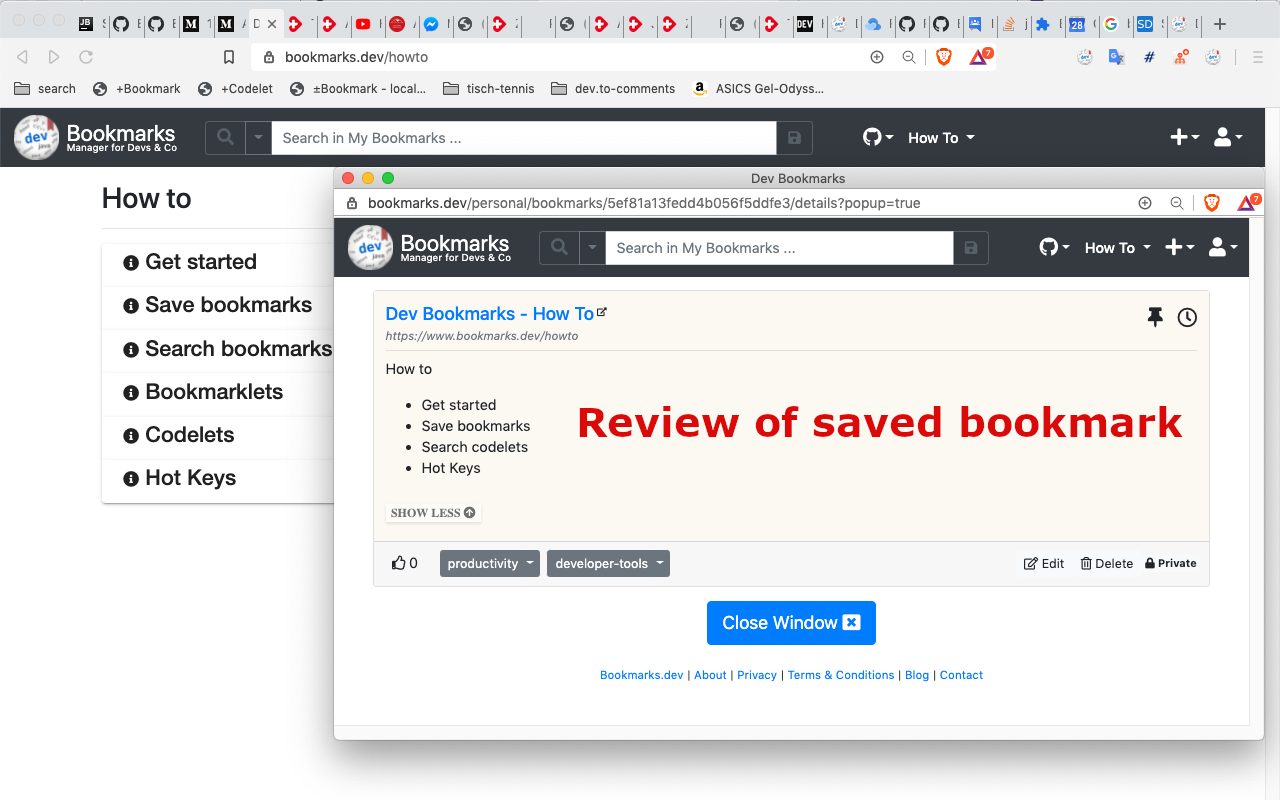 bookmarks.dev/howto
7
search
+Bookmark
+Codelet
±Bookmark - local...
tisch-tennis
dev.to-comments
ASICS Gel-Odyss...
dev
Bookmarks
Manager for Devs & Co
Search in My Bookmarks ...
How To
How to
Get started
Save bookmarks
Search bookmarks
Bookmarklets
Codelets
Hot Keys
Dev Bookmarks
bookmarks.dev/personal/bookmarks/5ef81a13fedd4b056f5ddfe3/details?popup=true
7
dev
Bookmarks
Manager for Devs & Co
Search in My Bookmarks ...
How To
Dev Bookmarks - How To
https://www.bookmarks.dev/howto
How to
Get started
Save bookmarks
Search codelets
Hot Keys
Review of saved bookmark
SHOW LESS
0 productivity developer-tools Edit Delete Private
Close Window
Bookmarks.dev | About | Privacy | Terms & Conditions | Blog | Contact